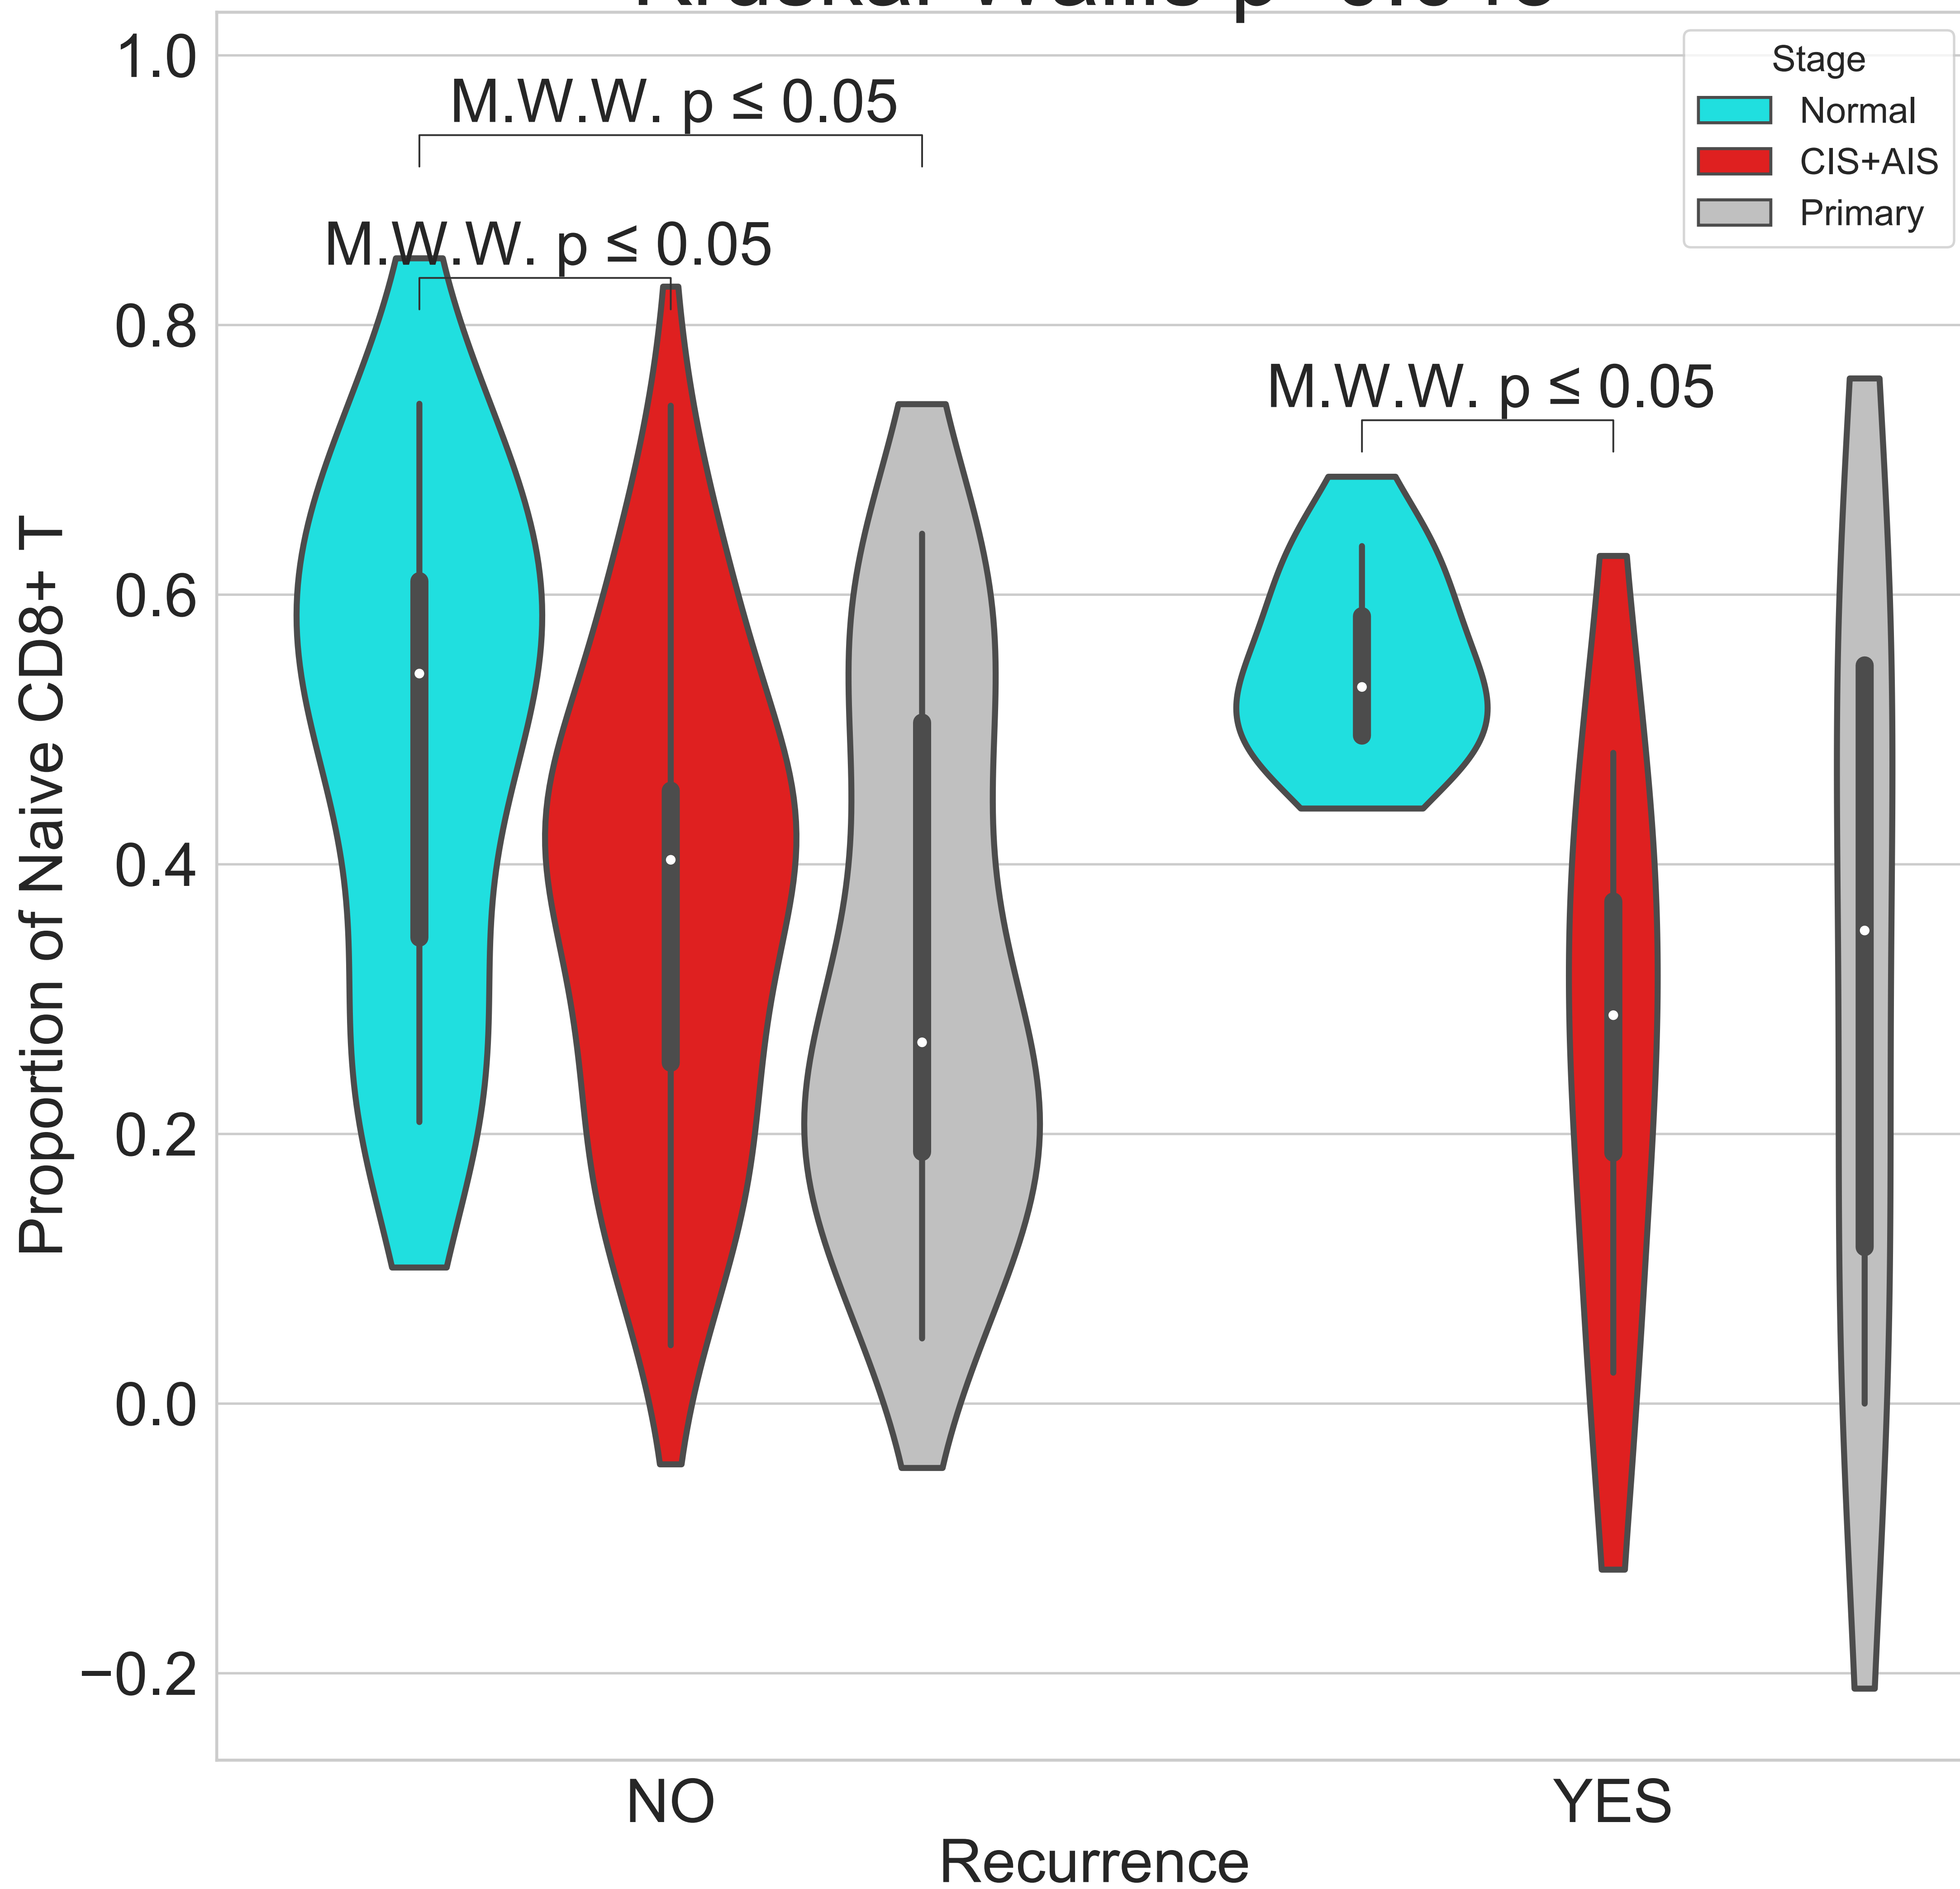 1.0
M.W.W. p ≤ 0.05
Stage
Normal
CIS+AIS
Primary
M.W.W. p ≤ 0.05
0.8
M.W.W. p ≤ 0.05
0.6
0.4
0.2
0.0
−0.2
Proportion of Naive CD8+ T
NO
YES
Recurrence